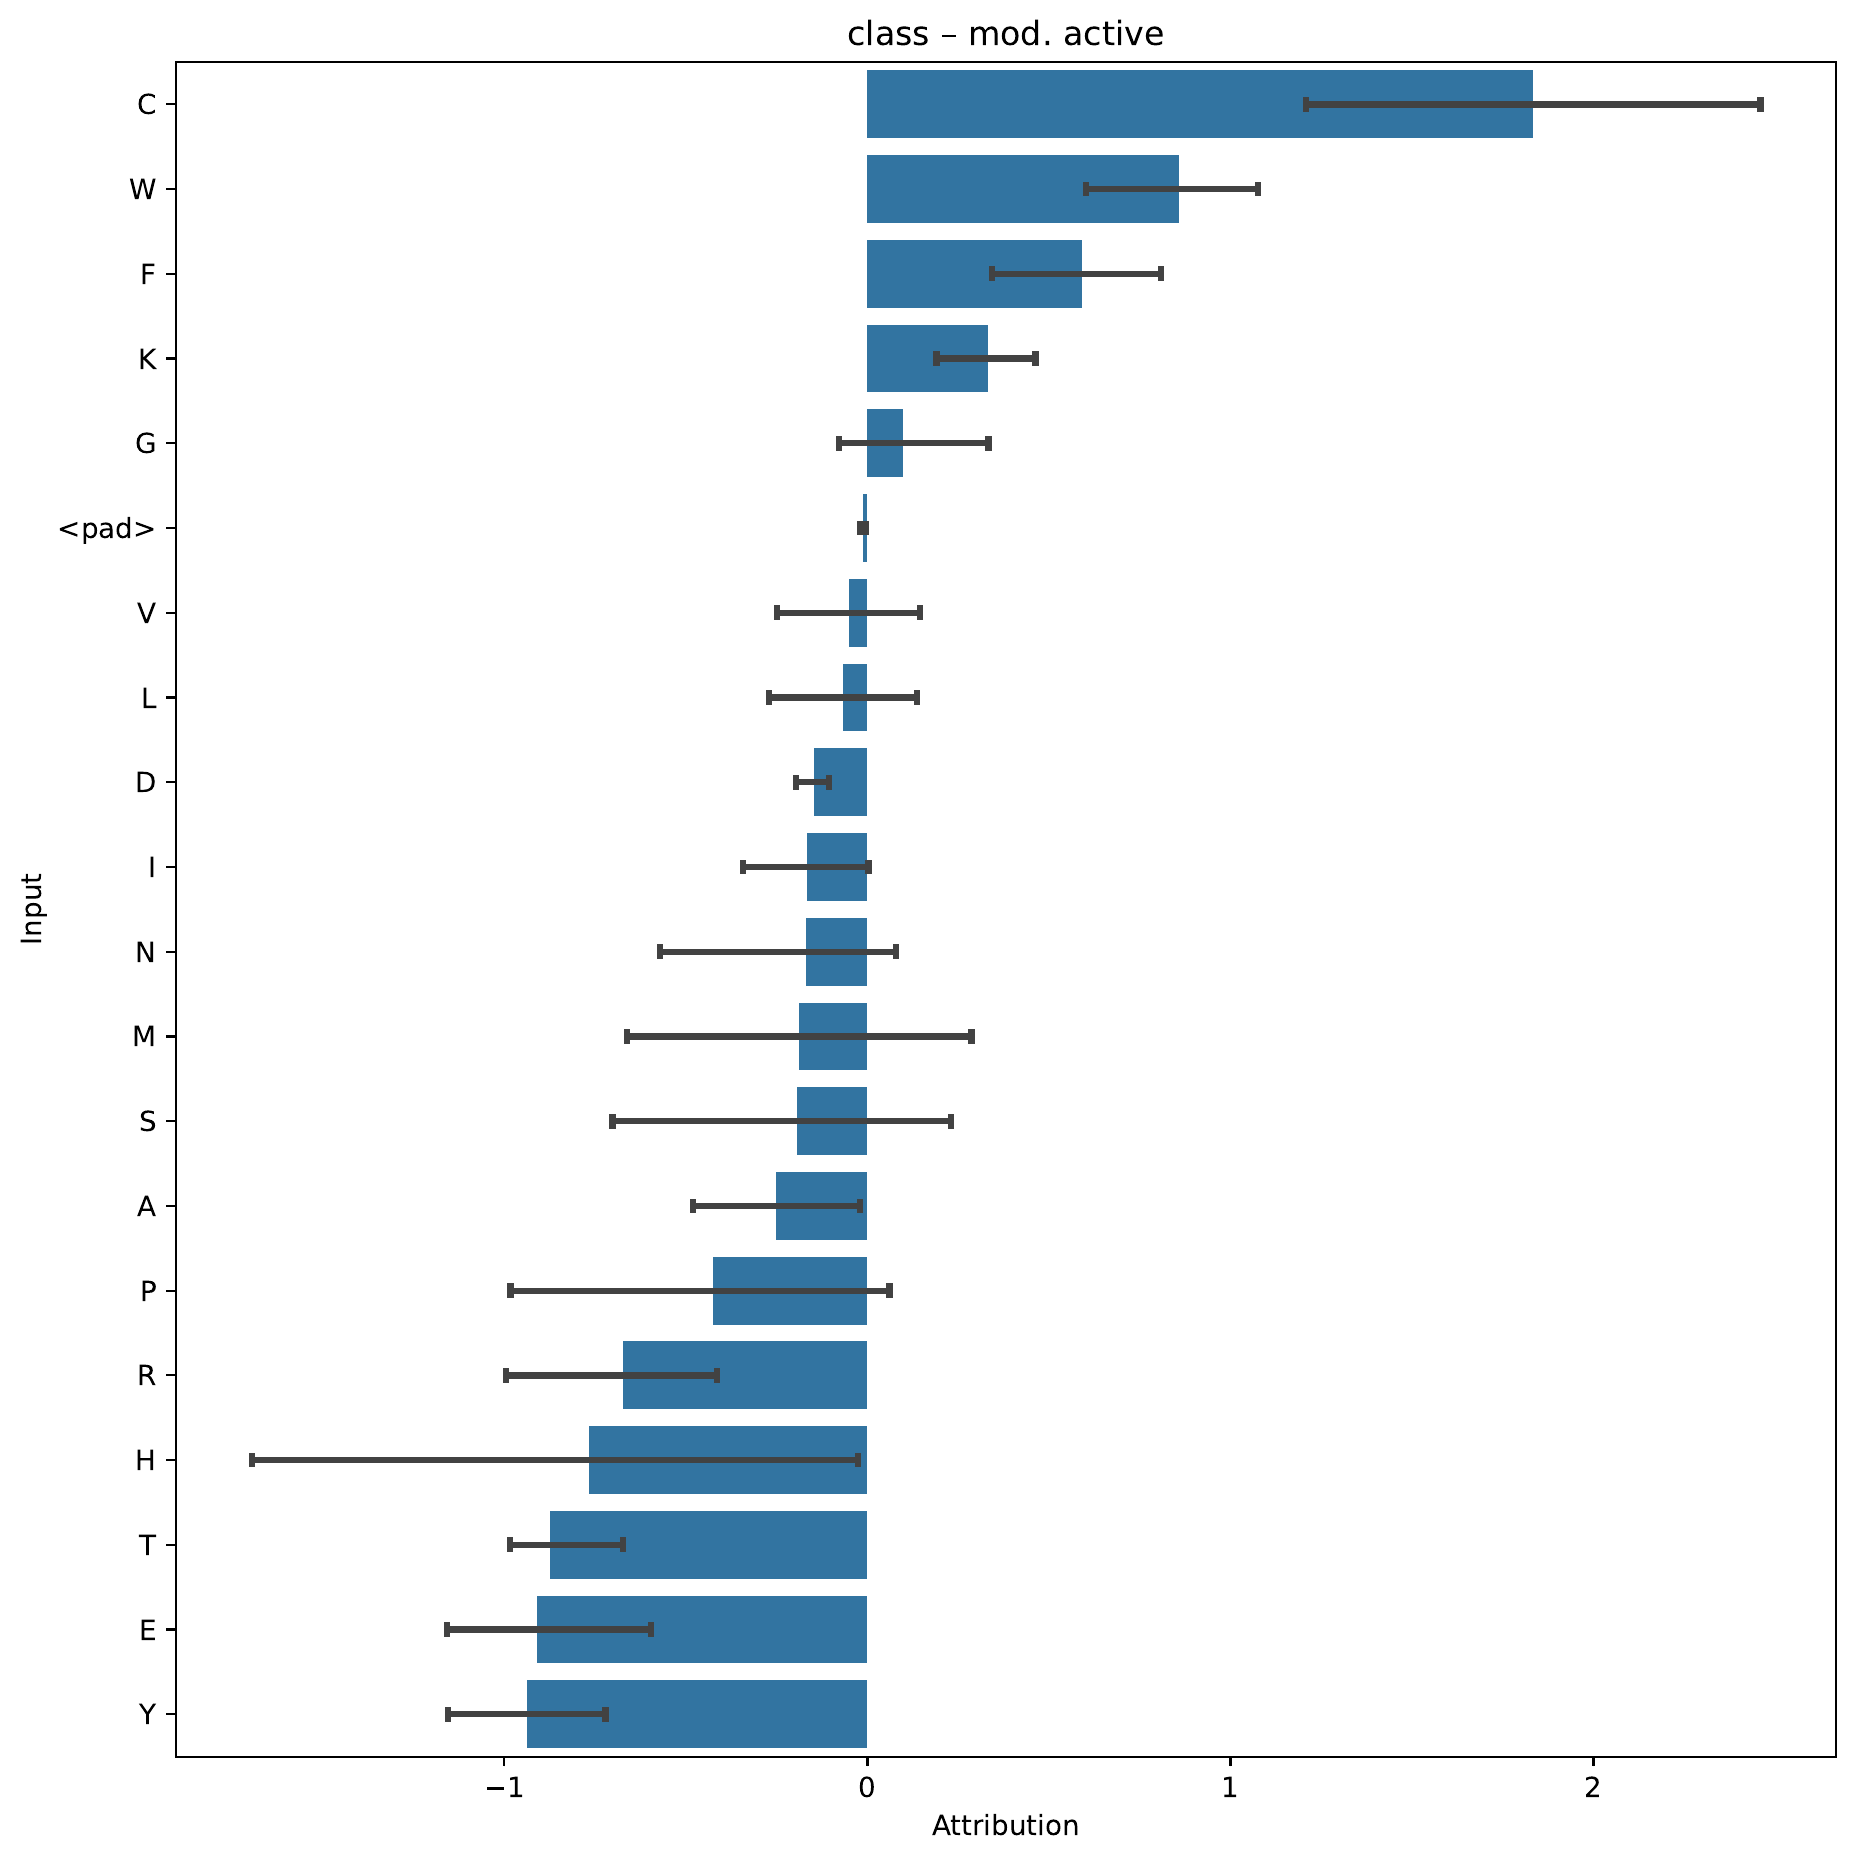 class – mod. active
C
W
F
K
G
<pad>
V
L
D
I
N
M
S
A
P
R
H
T
E
Y
Input
−1 0 1 2
Attribution